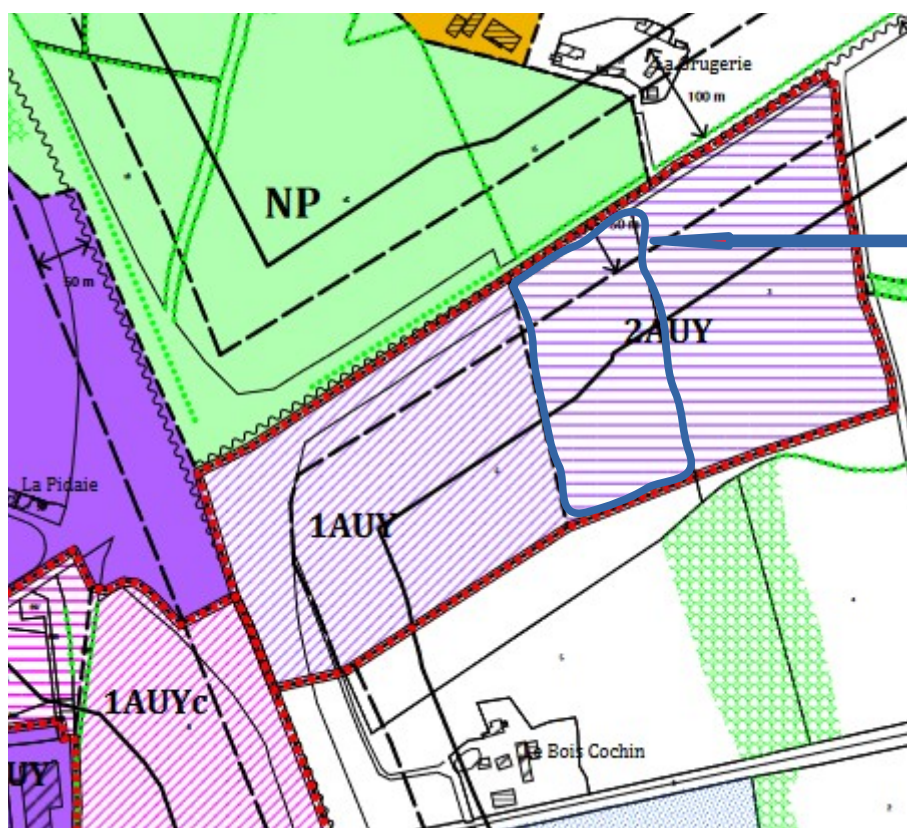 La Brugerie
100 m
NP
50 m
50 m
2AUY
La Pidaie
1AUY
1AUYc
Le Bois Cochin
UY